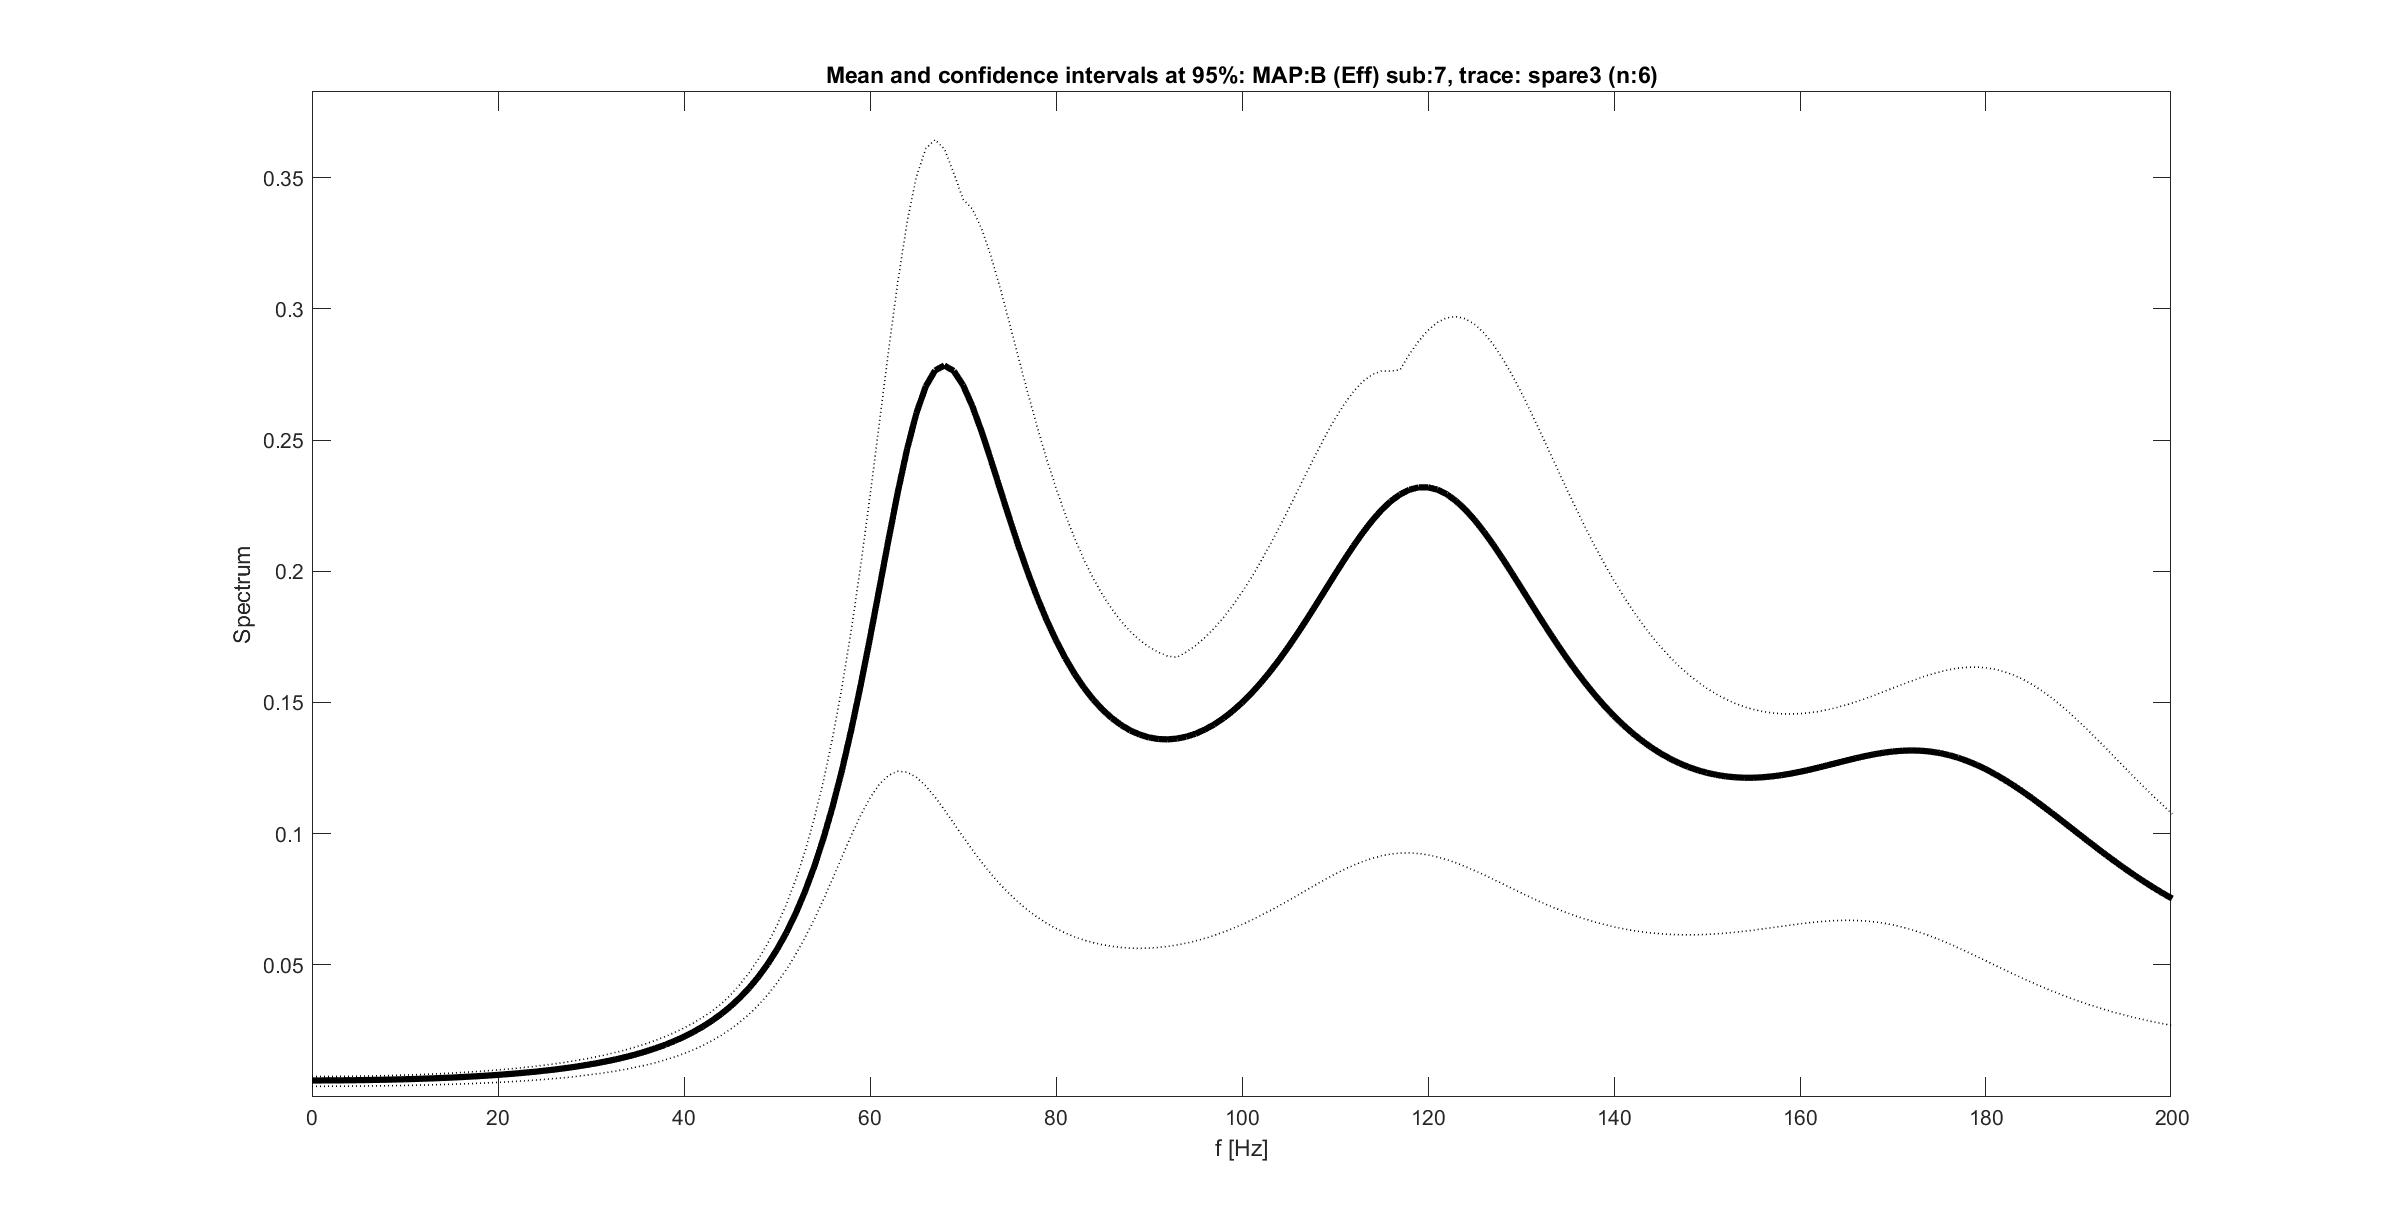 Mean and confidence intervals at 95%: MAP:B (Eff) sub:7, trace: spare3 (n:6)
0.35
0.3
0.25
0.2
0.15
0.1
0.05
Spectrum
0 20 40 60 80 100 120 140 160 180 200
f [Hz]